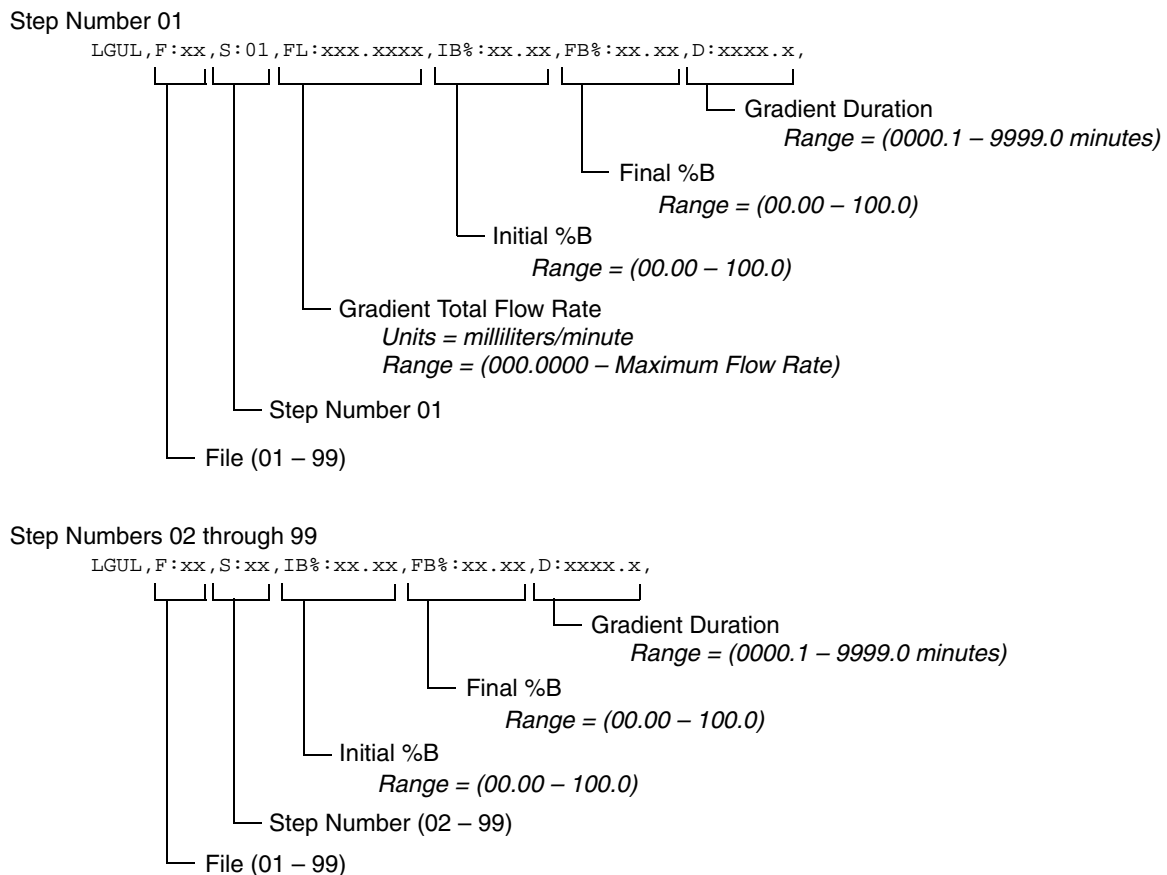 Step Number 01
LGUL,F:xx,S:01,FL:xxx.xxxx,IB%:xx.xx,FB%:xx.xx,D:xxxx.x,
Gradient Duration
Range = (0000.1 – 9999.0 minutes)
Final %B
Range = (00.00 – 100.0)
Initial %B
Range = (00.00 – 100.0)
Gradient Total Flow Rate
Units = milliliters/minute
Range = (000.0000 – Maximum Flow Rate)
Step Number 01
File (01 – 99)
Step Numbers 02 through 99
LGUL,F:xx,S:xx,IB%:xx.xx,FB%:xx.xx,D:xxxx.x,
Gradient Duration
Range = (0000.1 – 9999.0 minutes)
Final %B
Range = (00.00 – 100.0)
Initial %B
Range = (00.00 – 100.0)
Step Number (02 – 99)
File (01 – 99)